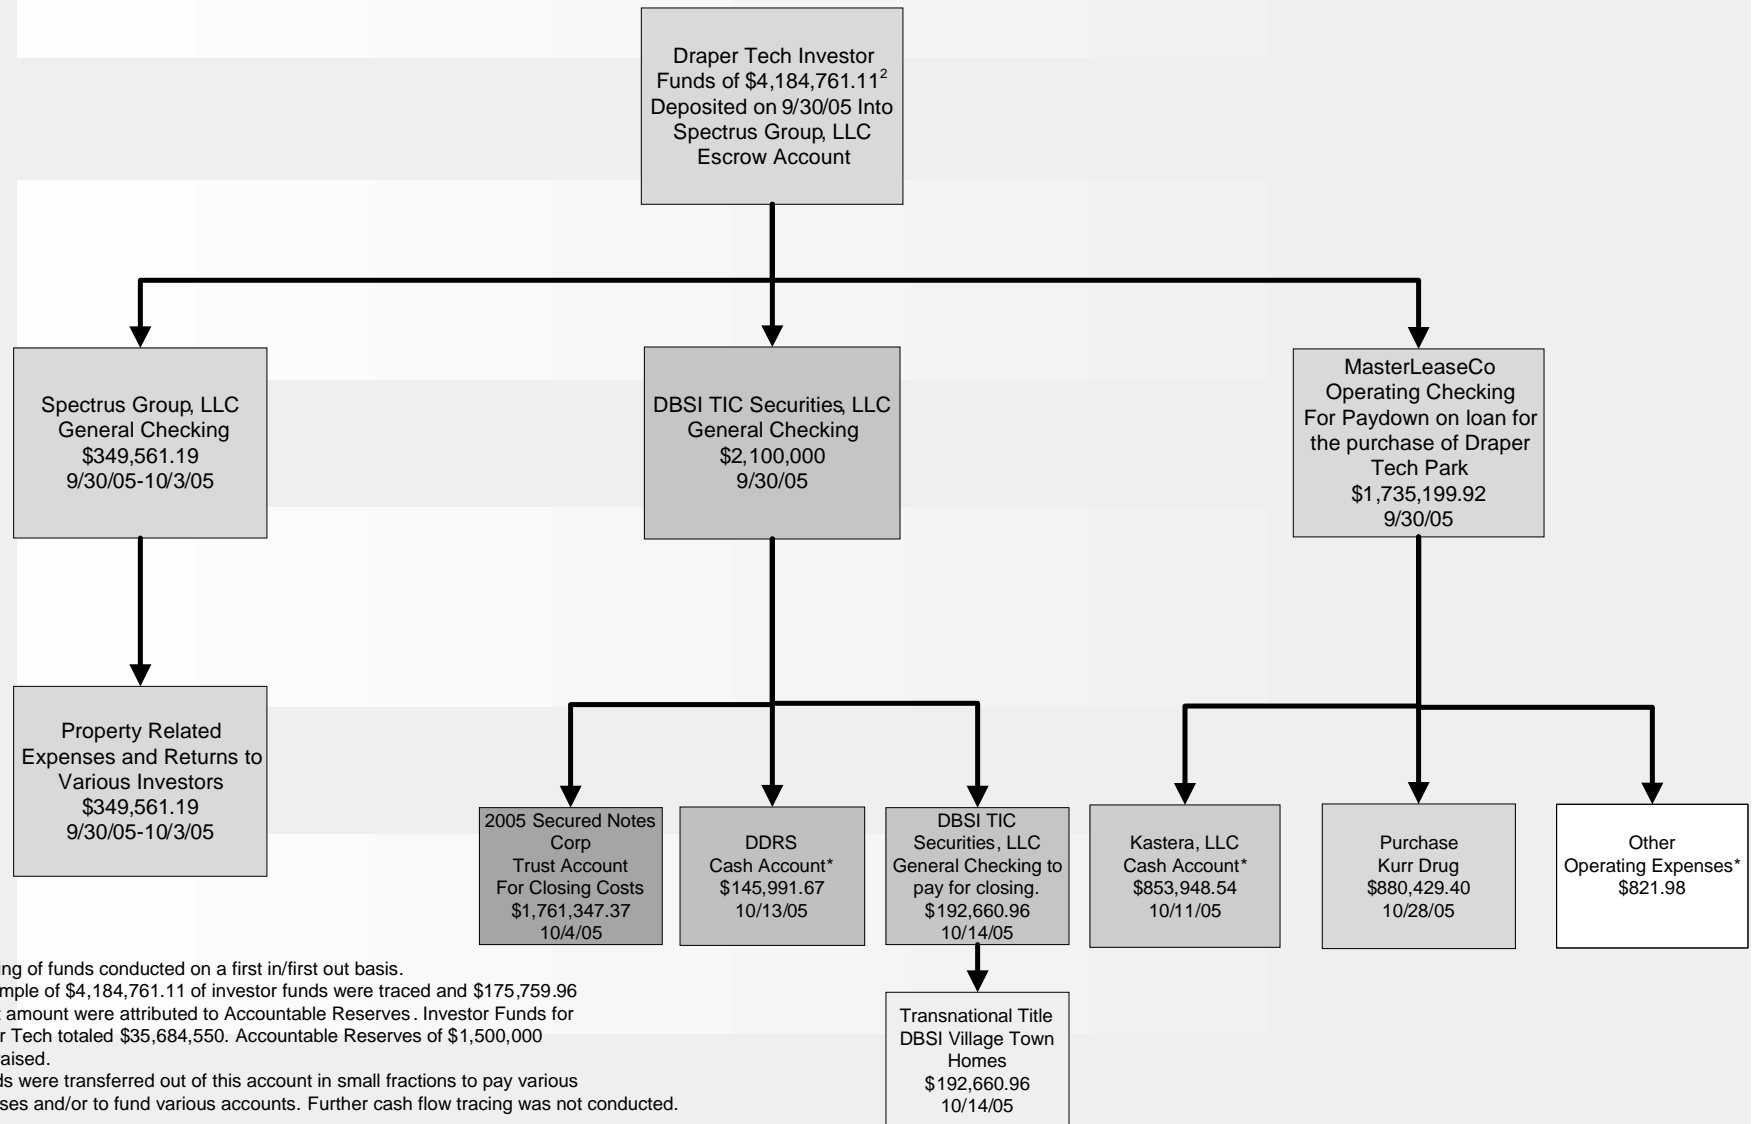 Draper Tech Investor
Funds of $4,184,761.11²
Deposited on 9/30/05 Into
Spectrus Group, LLC
Escrow Account
Spectrus Group, LLC
General Checking
$349,561.19
9/30/05-10/3/05
DBSI TIC Securities, LLC
General Checking
$2,100,000
9/30/05
MasterLeaseCo
Operating Checking
For Paydown on loan for
the purchase of Draper
Tech Park
$1,735,199.92
9/30/05
Property Related
Expenses and Returns to
Various Investors
$349,561.19
9/30/05-10/3/05
2005 Secured Notes
Corp
Trust Account
For Closing Costs
$1,761,347.37
10/4/05
DDRS
Cash Account*
$145,991.67
10/13/05
DBSI TIC
Securities, LLC
General Checking to
pay for closing.
$192,660.96
10/14/05
Kastera, LLC
Cash Account*
$853,948.54
10/11/05
Purchase
Kurr Drug
$880,429.40
10/28/05
Other
Operating Expenses*
$821.98
Transnational Title
DBSI Village Town
Homes
$192,660.96
10/14/05
of funds conducted on a first in/first out basis.
of $4,184,761.11 of investor funds were traced and $175,759.96
amount were attributed to Accountable Reserves. Investor Funds for
Tech totaled $35,684,550. Accountable Reserves of $1,500,000
were transferred out of this account in small fractions to pay various
and/or to fund various accounts. Further cash flow tracing was not conducted.